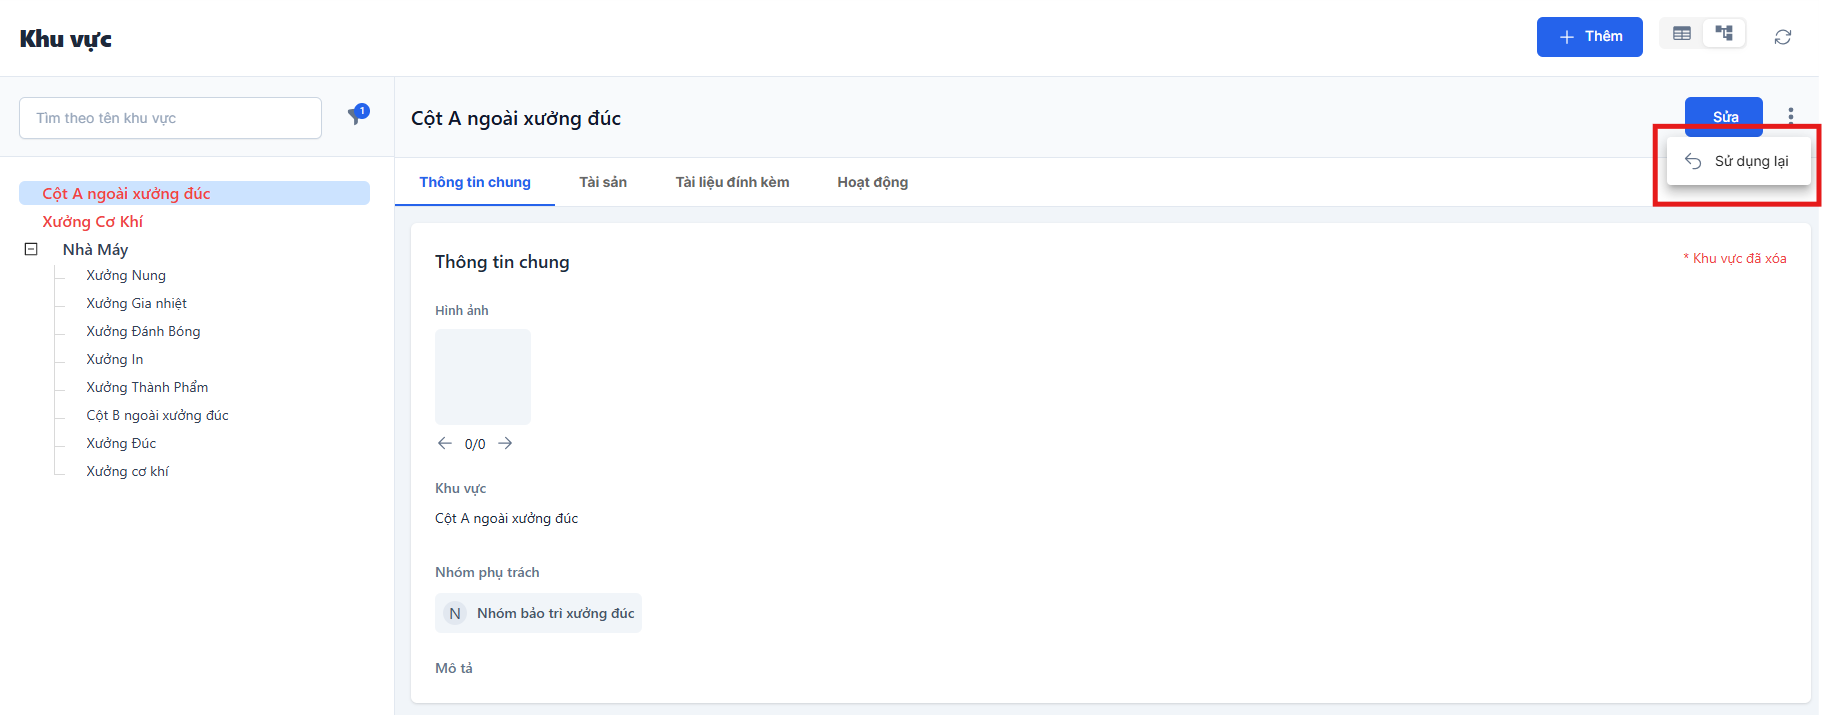 Khu vực
Thêm
Tìm theo tên khu vực
1
Cột A ngoài xưởng đúc
Xưởng Cơ Khí
Nhà Máy
Xưởng Nung
Xưởng Gia nhiệt
Xưởng Đánh Bóng
Xưởng In
Xưởng Thành Phẩm
Cột B ngoài xưởng đúc
Xưởng Đúc
Xưởng cơ khí
Cột A ngoài xưởng đúc
Sửa
Sử dụng lại
Thông tin chung Tài sản Tài liệu đính kèm Hoạt động
Thông tin chung
* Khu vực đã xóa
Hình ảnh
0/0
Khu vực
Cột A ngoài xưởng đúc
Nhóm phụ trách
N Nhóm bảo trì xưởng đúc
Mô tả